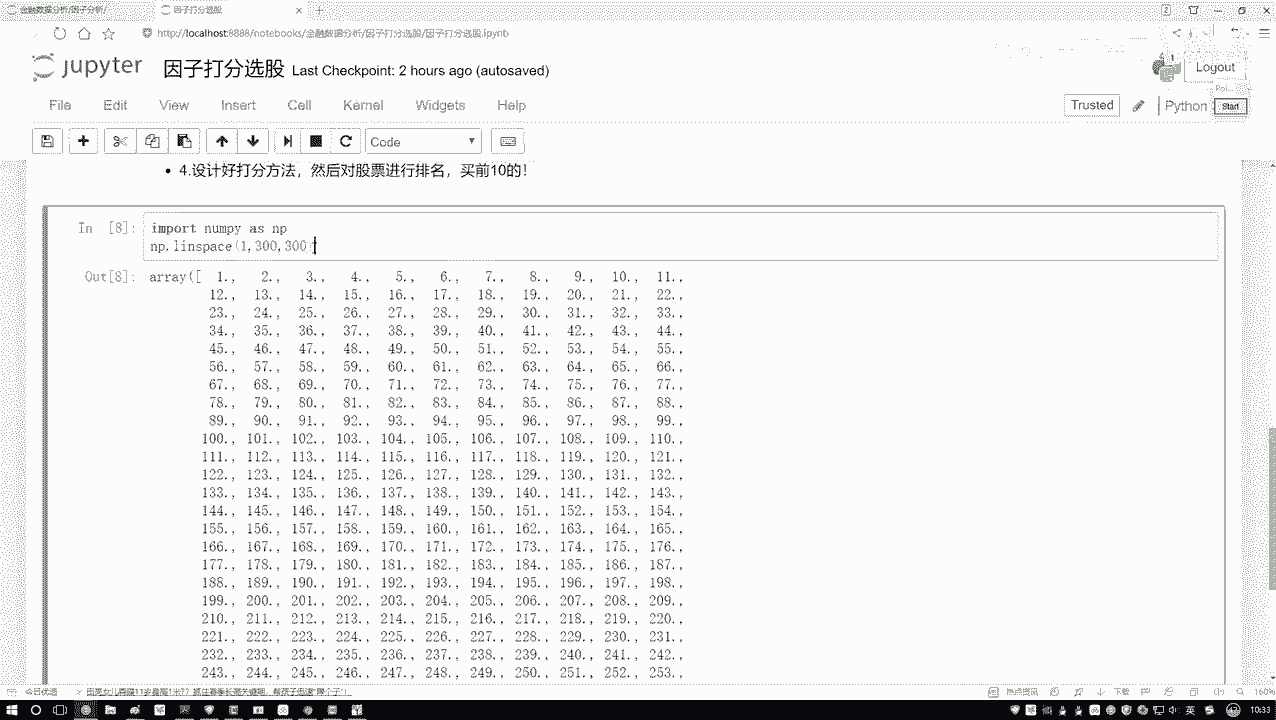 金融数据分析/因子分析/
因子打分选股
http://localhost:8888/notebooks/金融数据分析/因子打分选股/因子打分选股.ipynb
jupyter 因子打分选股 Last Checkpoint: 2 hours ago (autosaved)
Logout
File Edit View Insert Cell Kernel Widgets Help
Trusted
Python
Start
Code
4.设计好打分方法，然后对股票进行排名，买前10的！
In [8]: import numpy as np
np.linspace(1,300,300)
Out[8]: array([ 1., 2., 3., 4., 5., 6., 7., 8., 9., 10., 11.,
12., 13., 14., 15., 16., 17., 18., 19., 20., 21., 22.,
23., 24., 25., 26., 27., 28., 29., 30., 31., 32., 33.,
34., 35., 36., 37., 38., 39., 40., 41., 42., 43., 44.,
45., 46., 47., 48., 49., 50., 51., 52., 53., 54., 55.,
56., 57., 58., 59., 60., 61., 62., 63., 64., 65., 66.,
67., 68., 69., 70., 71., 72., 73., 74., 75., 76., 77.,
78., 79., 80., 81., 82., 83., 84., 85., 86., 87., 88.,
89., 90., 91., 92., 93., 94., 95., 96., 97., 98., 99.,
100., 101., 102., 103., 104., 105., 106., 107., 108., 109., 110.,
111., 112., 113., 114., 115., 116., 117., 118., 119., 120., 121.,
122., 123., 124., 125., 126., 127., 128., 129., 130., 131., 132.,
133., 134., 135., 136., 137., 138., 139., 140., 141., 142., 143.,
144., 145., 146., 147., 148., 149., 150., 151., 152., 153., 154.,
155., 156., 157., 158., 159., 160., 161., 162., 163., 164., 165.,
166., 167., 168., 169., 170., 171., 172., 173., 174., 175., 176.,
177., 178., 179., 180., 181., 182., 183., 184., 185., 186., 187.,
188., 189., 190., 191., 192., 193., 194., 195., 196., 197., 198.,
199., 200., 201., 202., 203., 204., 205., 206., 207., 208., 209.,
210., 211., 212., 213., 214., 215., 216., 217., 218., 219., 220.,
221., 222., 223., 224., 225., 226., 227., 228., 229., 230., 231.,
232., 233., 234., 235., 236., 237., 238., 239., 240., 241., 242.,
243., 244., 245., 246., 247., 248., 249., 250., 251., 252., 253.,
今日优选
热点资讯
下载
160%
英
10:33